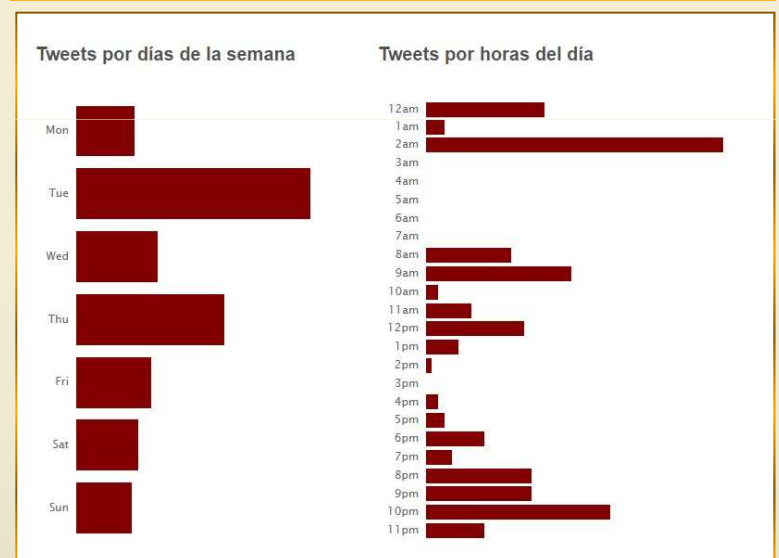 Tweets por días de la semana
Mon
Tue
Wed
Thu
Fri
Sat
Sun
Tweets por horas del día
12am
1am
2am
3am
4am
5am
6am
7am
8am
9am
10am
11am
12pm
1pm
2pm
3pm
4pm
5pm
6pm
7pm
8pm
9pm
10pm
11pm